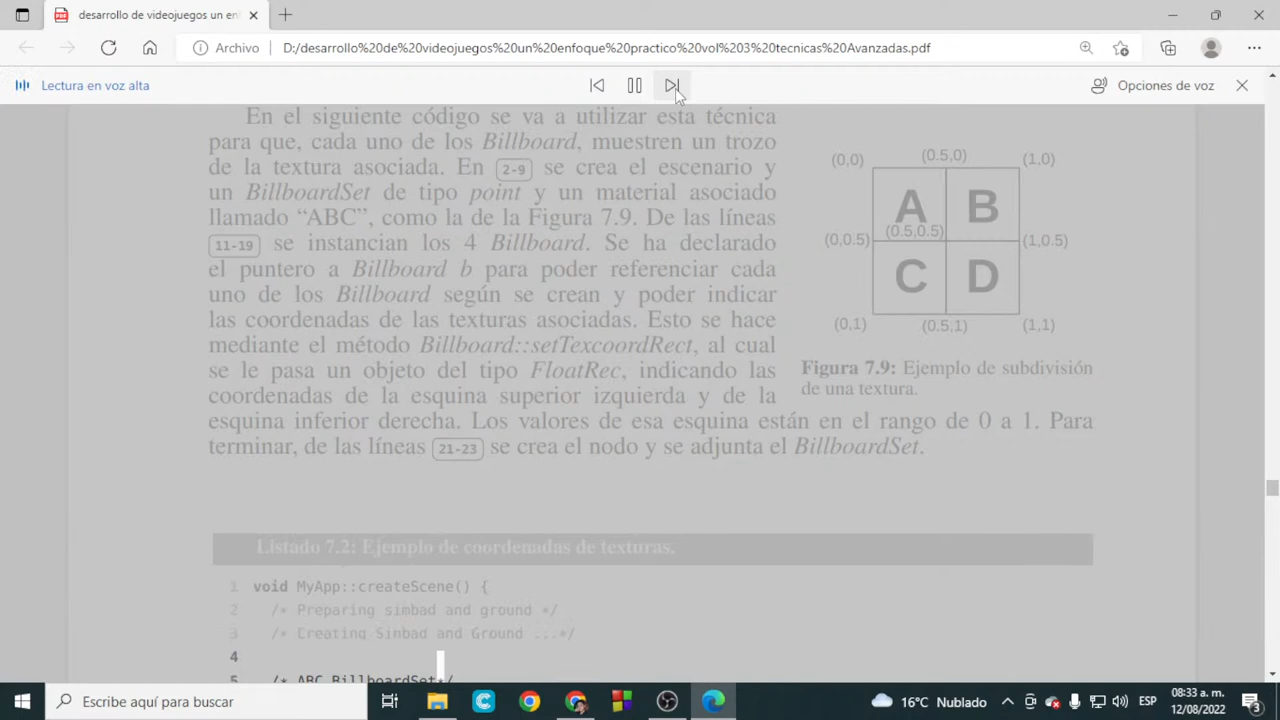 desarrollo de videojuegos un en
Archivo
D:/desarrollo%20de%20videojuegos%20un%20enfoque%20practico%20vol%203%20tecnicas%20Avanzadas.pdf
Lectura en voz alta
Opciones de voz
En el siguiente código se va a utilizar esta técnica
para que, cada uno de los Billboard, muestren un trozo
de la textura asociada. En 2-9 se crea el escenario y
un BillboardSet de tipo point y un material asociado
llamado “ABC”, como la de la Figura 7.9. De las líneas
11-19 se instancian los 4 Billboard. Se ha declarado
el puntero a Billboard b para poder referenciar cada
uno de los Billboard según se crean y poder indicar
las coordenadas de las texturas asociadas. Esto se hace
mediante el método Billboard::setTexcoordRect, al cual
se le pasa un objeto del tipo FloatRec, indicando las
coordenadas de la esquina superior izquierda y de la
esquina inferior derecha. Los valores de esa esquina están en el rango de 0 a 1. Para
terminar, de las líneas 21-23 se crea el nodo y se adjunta el BillboardSet.
(0,0) (0.5,0) (1,0)
A B
(0.5,0.5)
(0,0.5) (1,0.5)
C D
(0,1) (0.5,1) (1,1)
Figura 7.9: Ejemplo de subdivisión
de una textura.
Listado 7.2: Ejemplo de coordenadas de texturas.
1 void MyApp::createScene() {
2 /* Preparing simbad and ground */
3 /* Creating Sinbad and Ground ...*/
4
5 /* ABC BillboardSet*/
Escribe aquí para buscar
16°C Nublado
ESP
08:33 a. m.
12/08/2022
3